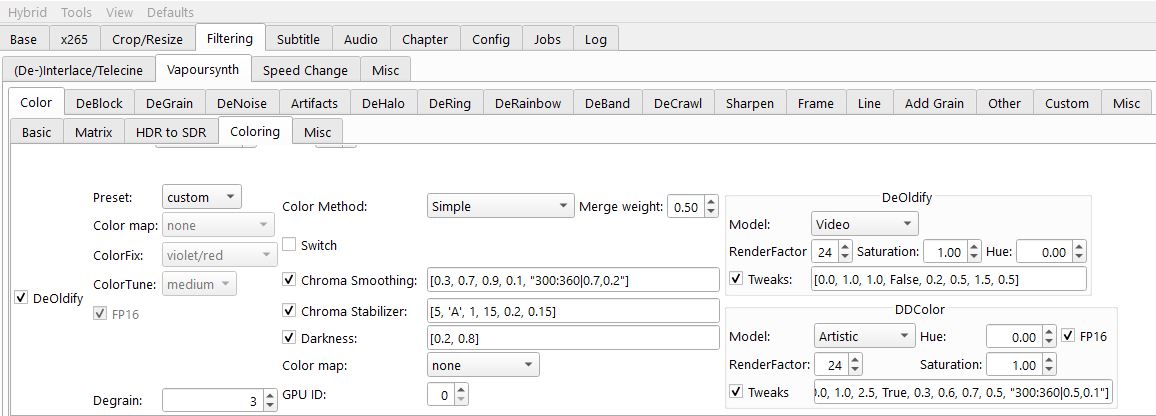 Hybrid Tools View Defaults
Base x265 Crop/Resize Filtering Subtitle Audio Chapter Config Jobs Log
(De-)Interlace/Telecine Vapoursynth Speed Change Misc
Color DeBlock DeGrain DeNoise Artifacts DeHalo DeRing DeRainbow DeBand DeCrawl Sharpen Frame Line Add Grain Other Custom Misc
Basic Matrix HDR to SDR Coloring Misc
DeOldify
Preset: custom
Color map: none
ColorFix: violet/red
ColorTune: medium
FP16
Degrain: 3
Color Method: Simple Merge weight: 0.50
Switch
Chroma Smoothing: [0.3, 0.7, 0.9, 0.1, "300:360|0.7,0.2"]
Chroma Stabilizer: [5, 'A', 1, 15, 0.2, 0.15]
Darkness: [0.2, 0.8]
Color map: none
GPU ID: 0
DeOldify
Model: Video
RenderFactor 24 Saturation: 1.00 Hue: 0.00
Tweaks: [0.0, 1.0, 1.0, False, 0.2, 0.5, 1.5, 0.5]
DDColor
Model: Artistic Hue: 0.00 FP16
RenderFactor: 24 Saturation: 1.00
Tweaks 0.0, 1.0, 2.5, True, 0.3, 0.6, 0.7, 0.5, "300:360|0.5,0.1"]